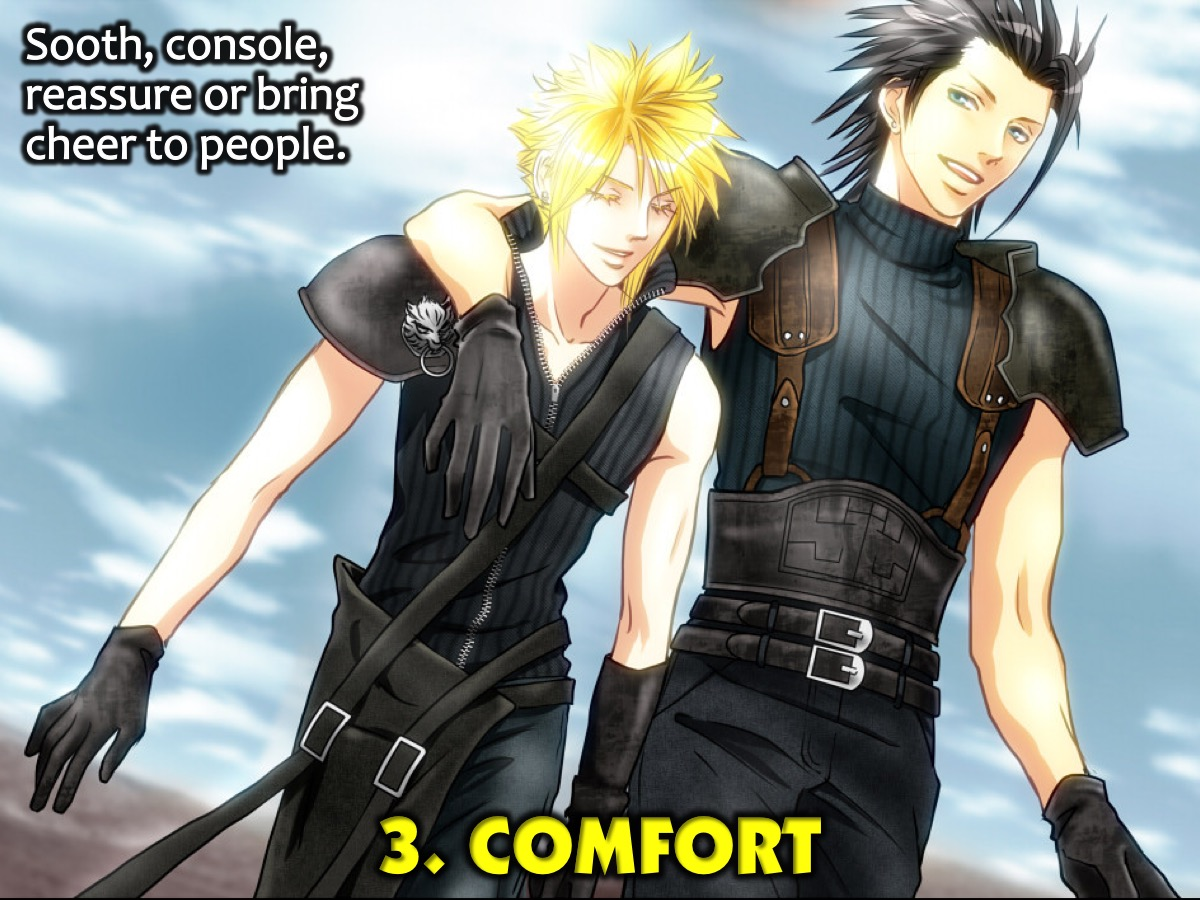 Sooth, console,
reassure or bring
cheer to people.
3. COMFORT